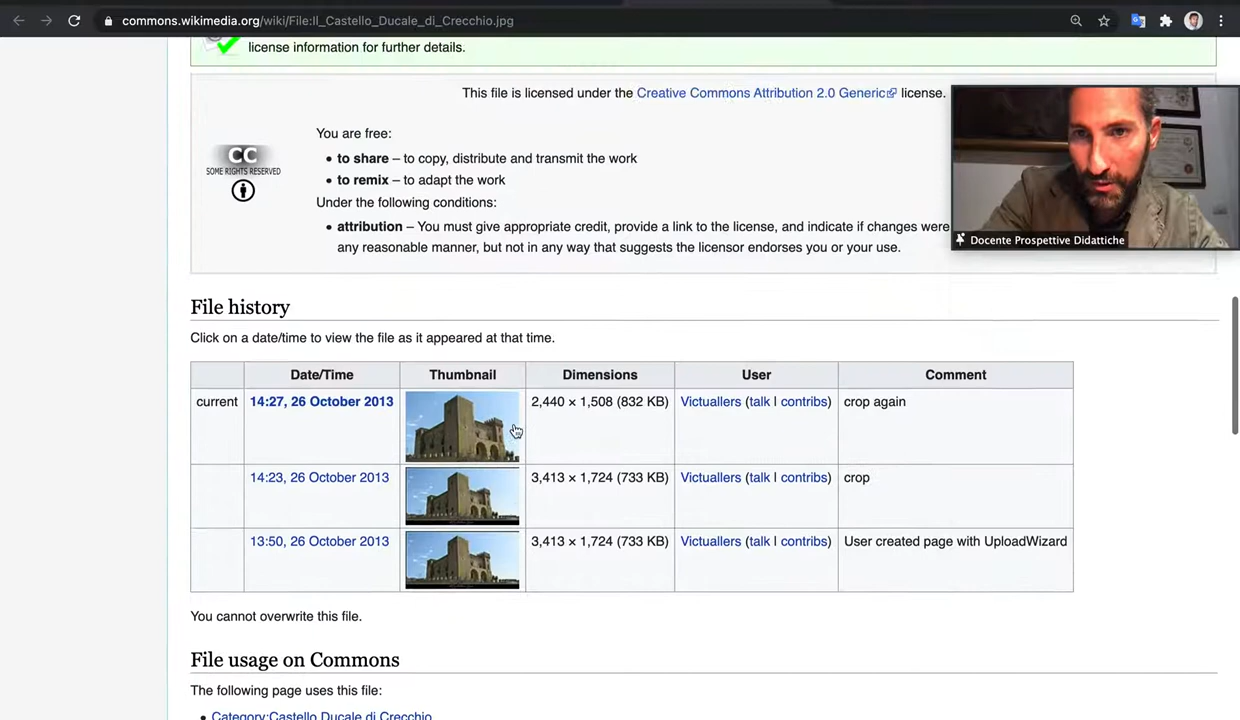 commons.wikimedia.org/wiki/File:Il_Castello_Ducale_di_Crecchio.jpg
license information for further details.
This file is licensed under the Creative Commons Attribution 2.0 Generic license.
CC
SOME RIGHTS RESERVED
You are free:
• to share – to copy, distribute and transmit the work
• to remix – to adapt the work
Under the following conditions:
• attribution – You must give appropriate credit, provide a link to the license, and indicate if changes were
any reasonable manner, but not in any way that suggests the licensor endorses you or your use.
Docente Prospettive Didattiche
File history
Click on a date/time to view the file as it appeared at that time.
Date/Time Thumbnail Dimensions User Comment
current 14:27, 26 October 2013 2,440 × 1,508 (832 KB) Victuallers (talk | contribs) crop again
14:23, 26 October 2013 3,413 × 1,724 (733 KB) Victuallers (talk | contribs) crop
13:50, 26 October 2013 3,413 × 1,724 (733 KB) Victuallers (talk | contribs) User created page with UploadWizard
You cannot overwrite this file.
File usage on Commons
The following page uses this file:
• Category:Castello Ducale di Crecchio